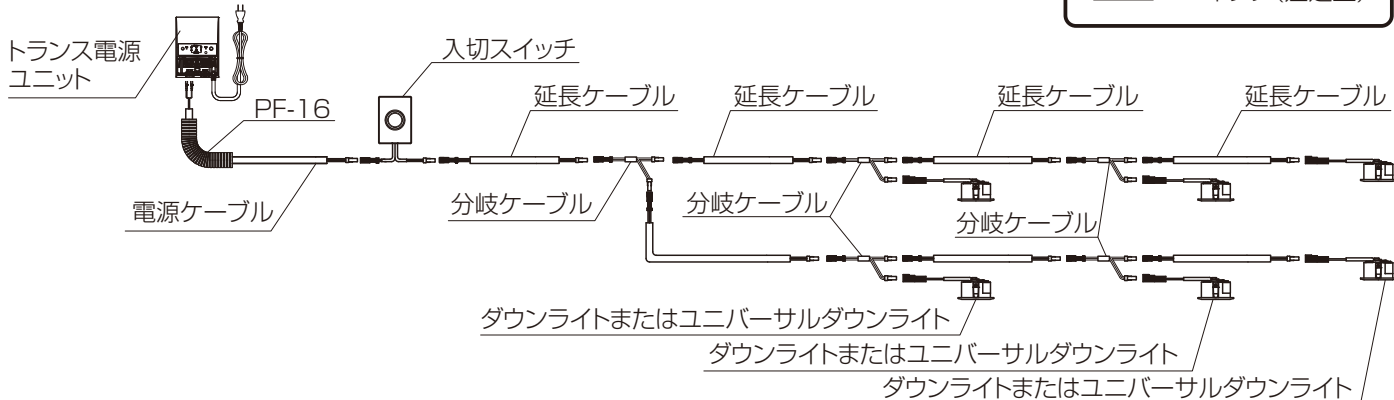 トランス電源
ユニット
PF-16
入切スイッチ
延長ケーブル
延長ケーブル
延長ケーブル
延長ケーブル
電源ケーブル
分岐ケーブル
分岐ケーブル
分岐ケーブル
ダウンライトまたはユニバーサルダウンライト
ダウンライトまたはユニバーサルダウンライト
ダウンライトまたはユニバーサルダウンライト